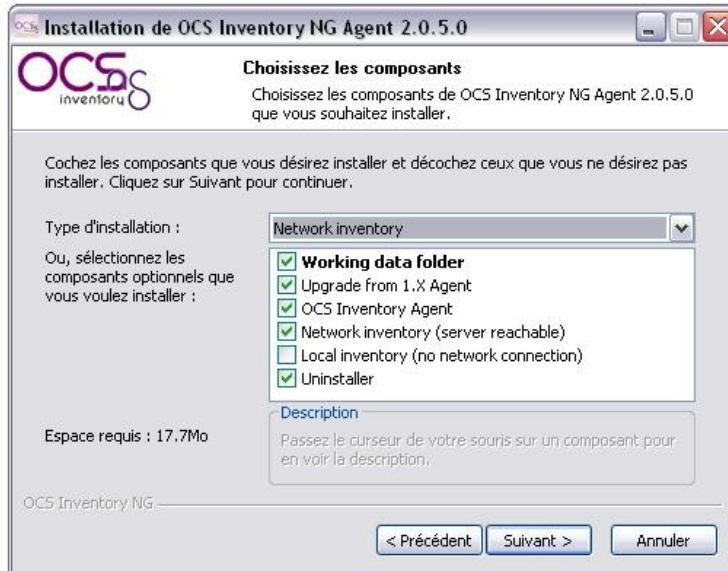 Installation de OCS Inventory NG Agent 2.0.5.0
OCS
inventory
Choisissez les composants
Choisissez les composants de OCS Inventory NG Agent 2.0.5.0
que vous souhaitez installer.
Cochez les composants que vous désirez installer et décochez ceux que vous ne désirez pas
installer. Cliquez sur Suivant pour continuer.
Type d'installation :
Network inventory
Ou, sélectionnez les
composants optionnels que
vous voulez installer :
Working data folder
Upgrade from 1.X Agent
OCS Inventory Agent
Network inventory (server reachable)
Local inventory (no network connection)
Uninstaller
Espace requis : 17.7Mo
Description
Passez le curseur de votre souris sur un composant pour
en voir la description.
OCS Inventory NG
< Précédent
Suivant >
Annuler